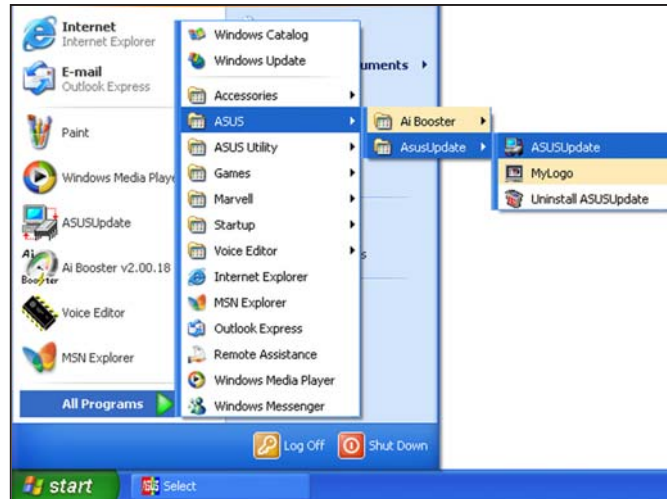 Internet
Internet Explorer
E-mail
Outlook Express
Paint
Windows Media Playe
ASUSUpdate
Ai Booster v2.00.18
Voice Editor
MSN Explorer
All Programs
Windows Catalog
Windows Update
Accessories
ASUS
ASUS Utility
Games
Marvell
Startup
Voice Editor
Internet Explorer
MSN Explorer
Outlook Express
Remote Assistance
Windows Media Player
Windows Messenger
uments
s
Ai Booster
AsusUpdate
ASUSUpdate
MyLogo
Uninstall ASUSUpdate
Log Off
Shut Down
start
Select